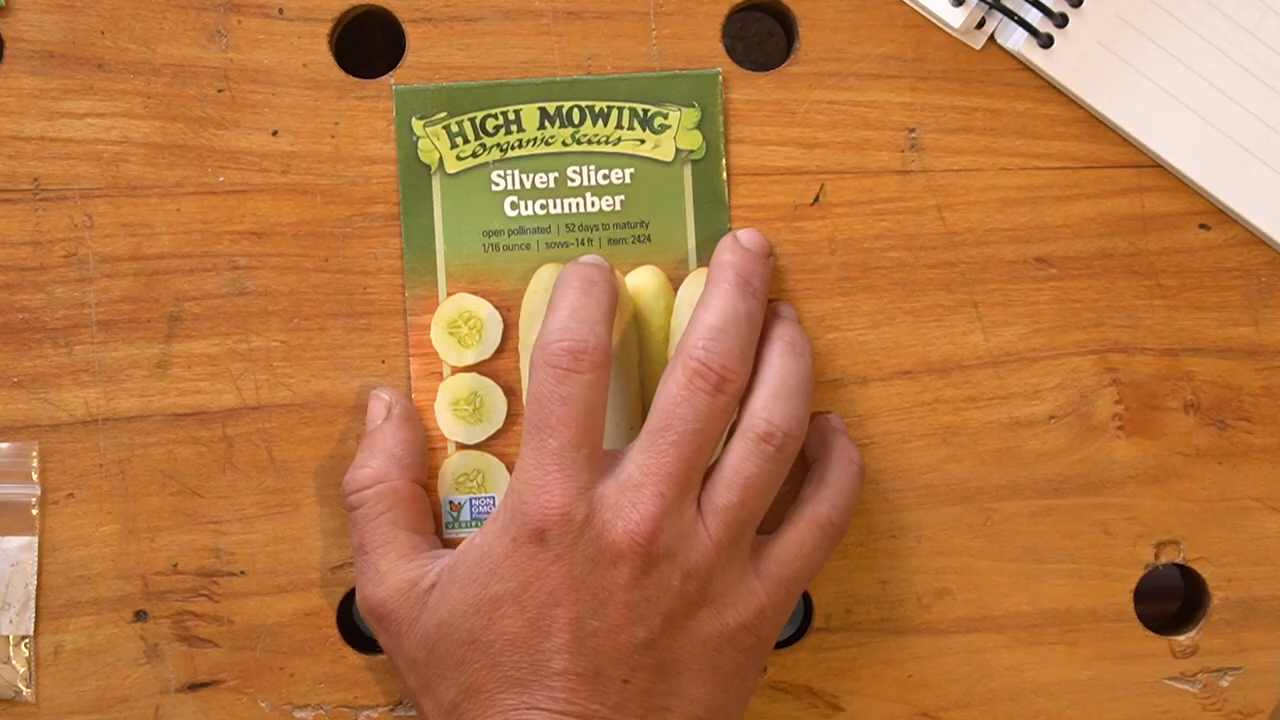 HIGH MOWING
Organic Seeds
Silver Slicer
Cucumber
open pollinated | 52 days to maturity
1/16 ounce | sows~14 ft | item: 2424
NON
GMO
Project